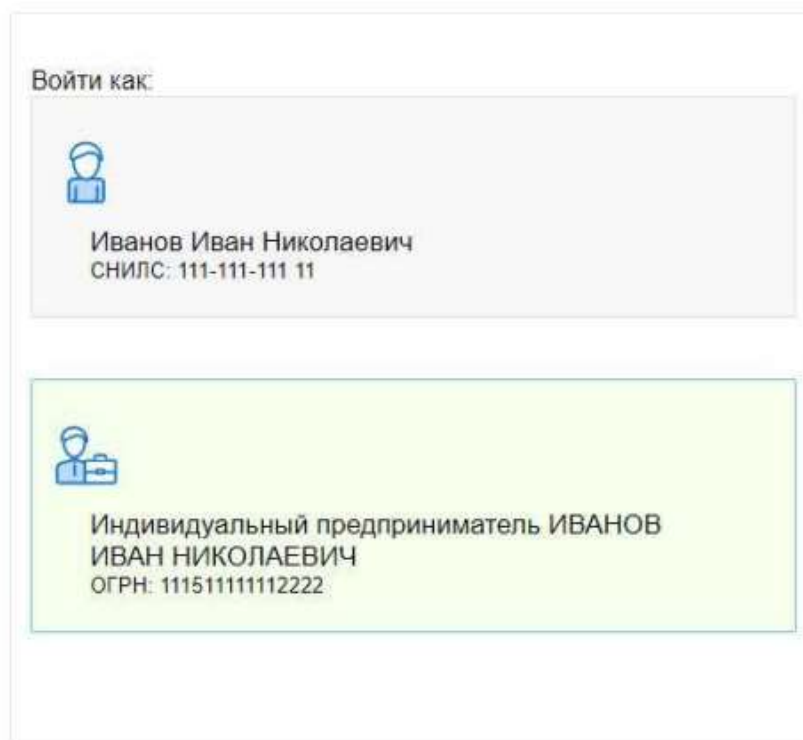 Войти как:
Иванов Иван Николаевич
СНИЛС: 111-111-111 11
Индивидуальный предприниматель ИВАНОВ
ИВАН НИКОЛАЕВИЧ
ОГРН: 111511111112222